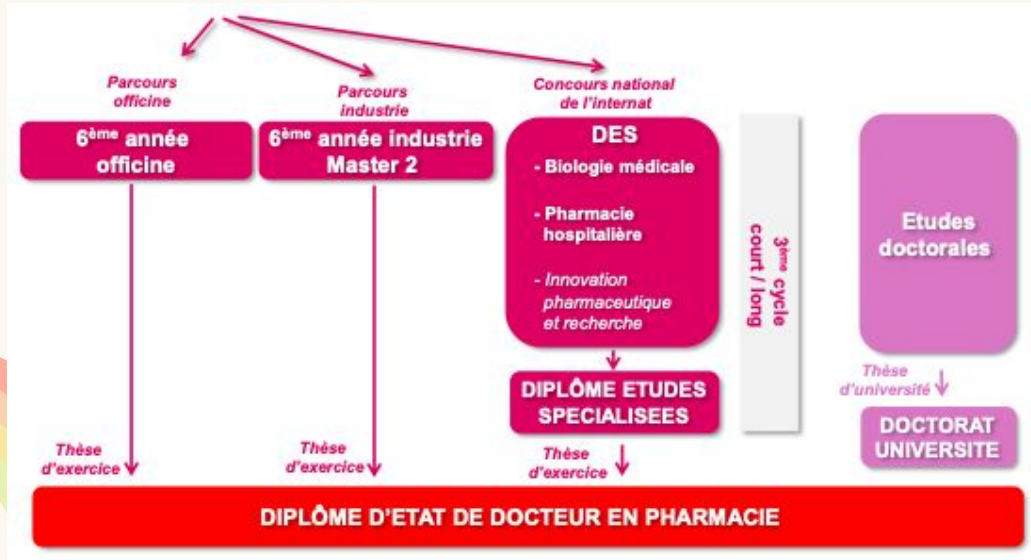 Parcours
officine
Parcours
industrie
Concours national
de l'internat
6ème année
officine
6ème année industrie
Master 2
DES
- Biologie médicale
- Pharmacie
hospitalière
- Innovation
pharmaceutique
et recherche
3ème cycle
court / long
Etudes
doctorales
DIPLÔME ETUDES
SPECIALISEES
Thèse
d'université
DOCTORAT
UNIVERSITE
Thèse
d'exercice
Thèse
d'exercice
Thèse
d'exercice
DIPLÔME D'ETAT DE DOCTEUR EN PHARMACIE